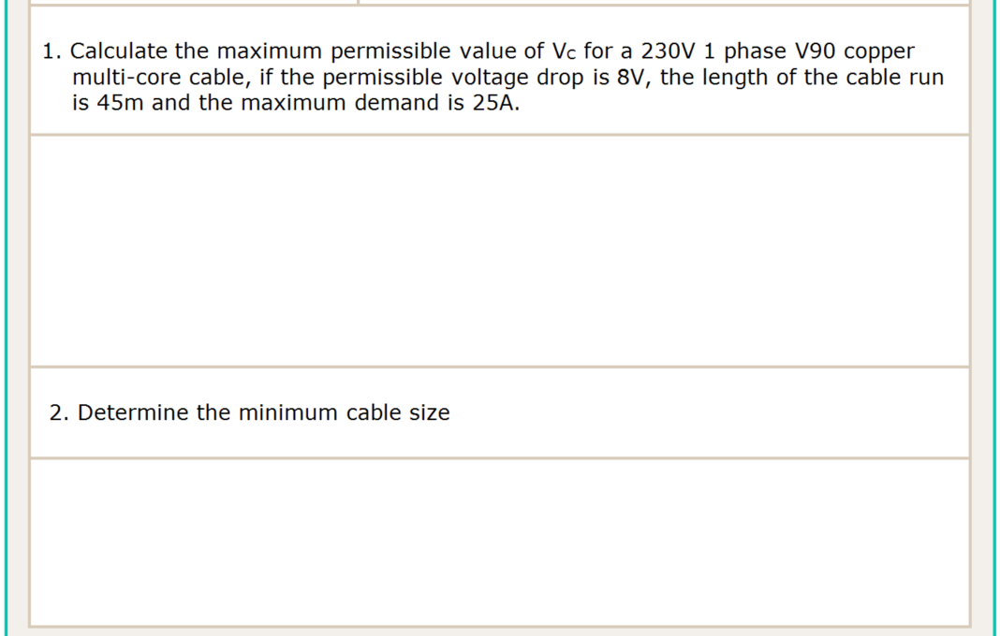 1. Calculate the maximum permissible value of Vc for a 230V 1 phase V90 copper
multi-core cable, if the permissible voltage drop is 8V, the length of the cable run
is 45m and the maximum demand is 25A.
2. Determine the minimum cable size